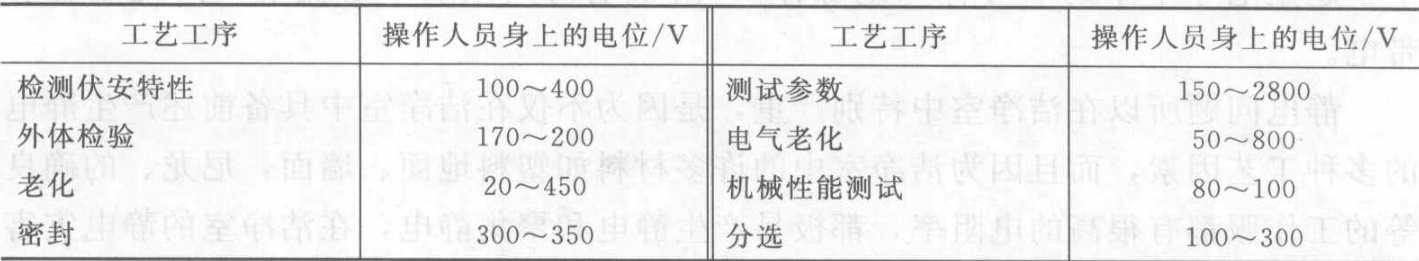 工艺工序 操作人员身上的电位/V 工艺工序 操作人员身上的电位/V
检测伏安特性 100～400 测试参数 150～2800
外体检验 170～200 电气老化 50～800
老化 20～450 机械性能测试 80～100
密封 300～350 分选 100～300